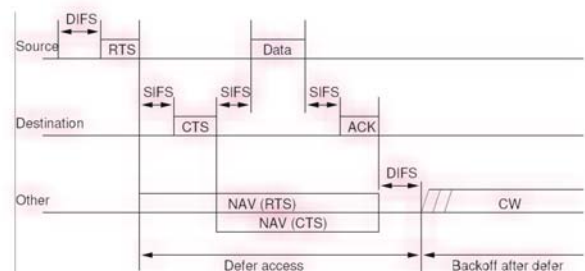 DIFS
Source RTS Data
SIFS SIFS SIFS
Destination CTS ACK
DIFS
Other NAV (RTS) CW
NAV (CTS)
Defer access Backoff after defer